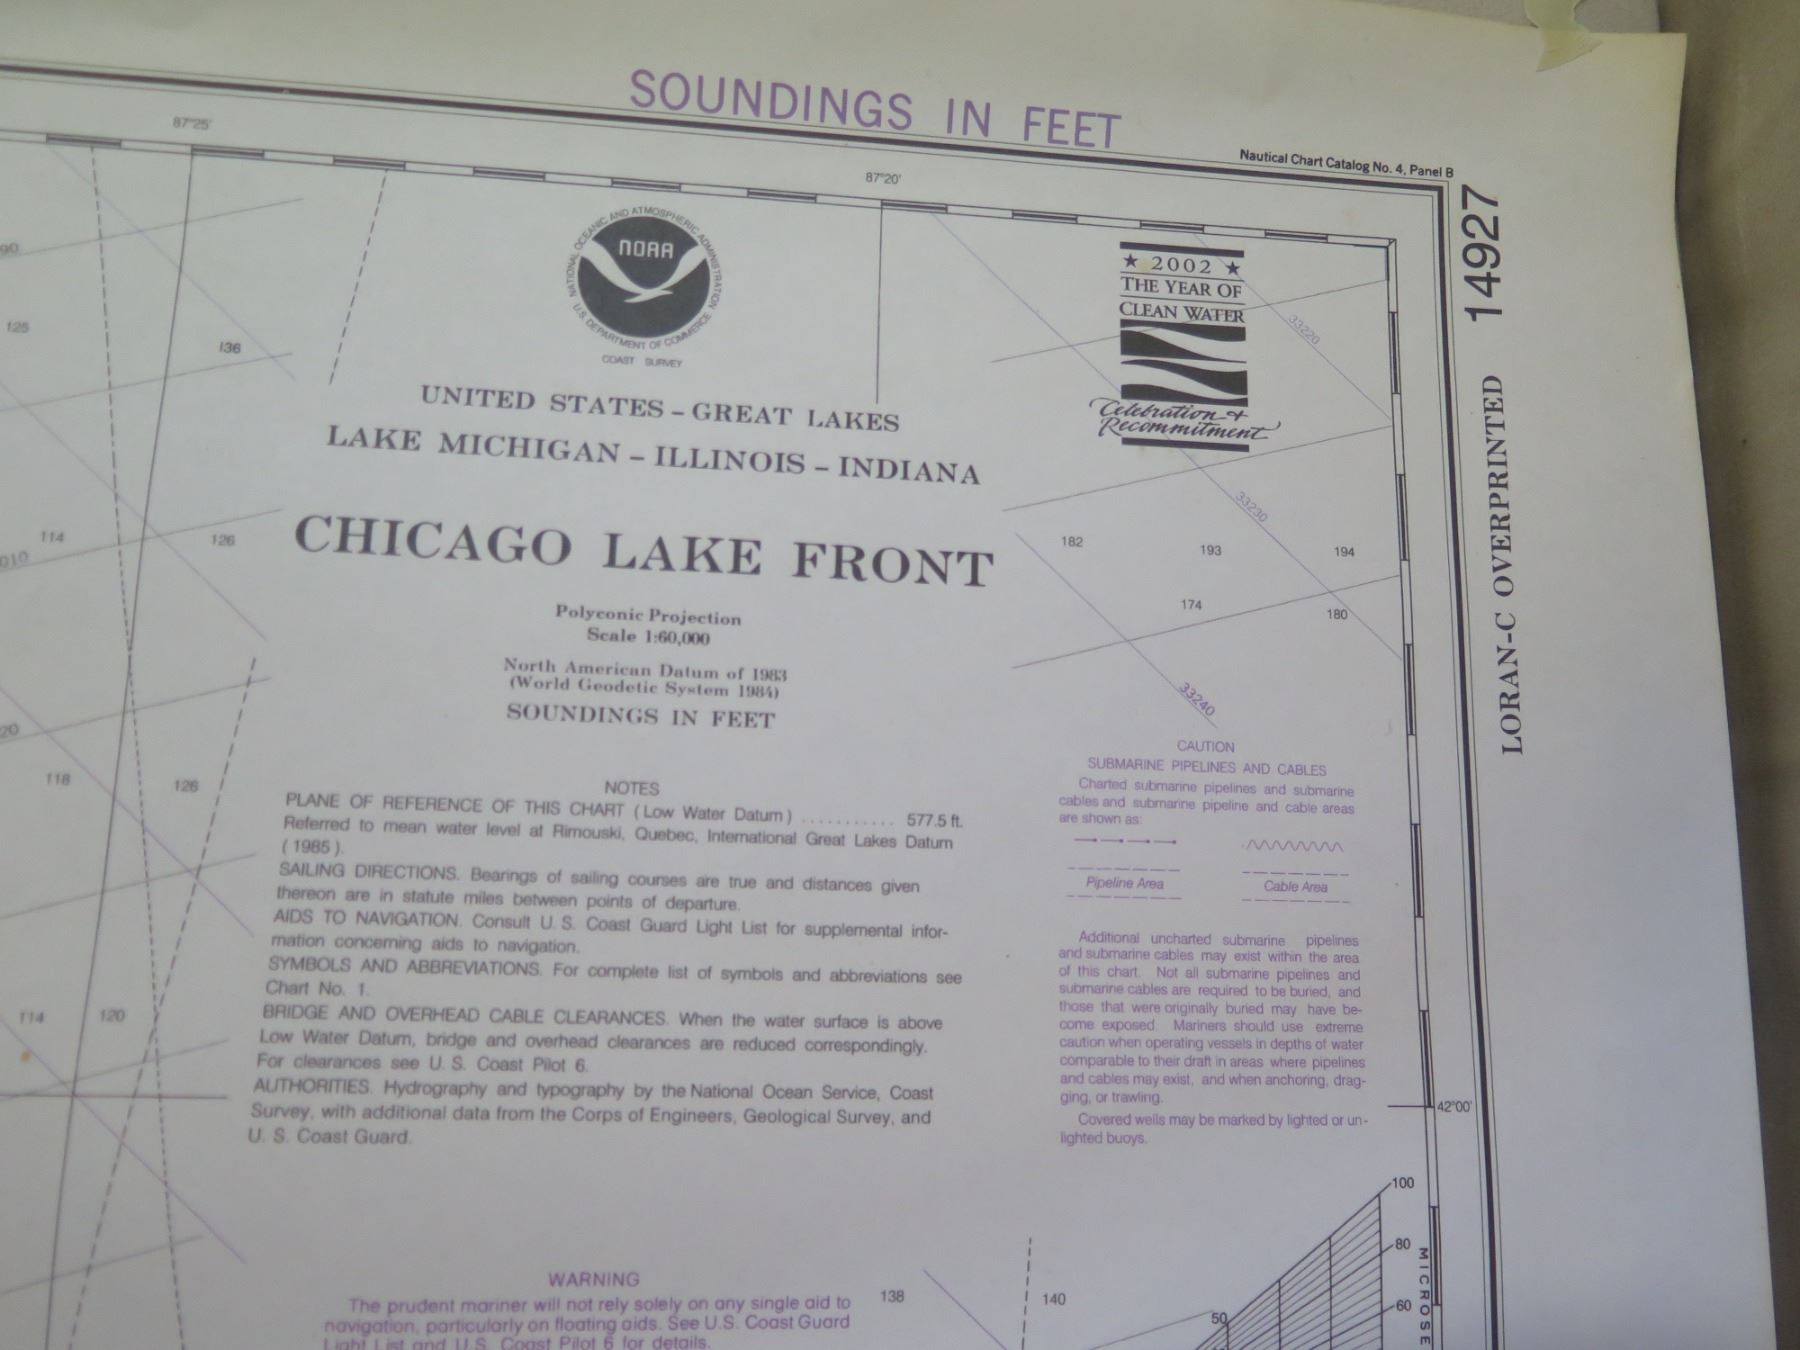 SOUNDINGS IN FEET
Nautical Chart Catalog No. 4, Panel B
14927
LORAN-C OVERPRINTED
87°25'
87°20'
NATIONAL OCEANIC AND ATMOSPHERIC ADMINISTRATION
NOAA
U.S. DEPARTMENT OF COMMERCE
COAST SURVEY
★ 2002 ★
THE YEAR OF
CLEAN WATER
Celebration &
Recommitment
UNITED STATES – GREAT LAKES
LAKE MICHIGAN – ILLINOIS – INDIANA
CHICAGO LAKE FRONT
Polyconic Projection
Scale 1:60,000
North American Datum of 1983
(World Geodetic System 1984)
SOUNDINGS IN FEET
NOTES
PLANE OF REFERENCE OF THIS CHART (Low Water Datum) ........... 577.5 ft.
Referred to mean water level at Rimouski, Quebec, International Great Lakes Datum
(1985).
SAILING DIRECTIONS. Bearings of sailing courses are true and distances given
thereon are in statute miles between points of departure.
AIDS TO NAVIGATION. Consult U. S. Coast Guard Light List for supplemental infor-
mation concerning aids to navigation.
SYMBOLS AND ABBREVIATIONS. For complete list of symbols and abbreviations see
Chart No. 1.
BRIDGE AND OVERHEAD CABLE CLEARANCES. When the water surface is above
Low Water Datum, bridge and overhead clearances are reduced correspondingly.
For clearances see U. S. Coast Pilot 6.
AUTHORITIES. Hydrography and typography by the National Ocean Service, Coast
Survey, with additional data from the Corps of Engineers, Geological Survey, and
U. S. Coast Guard.
WARNING
The prudent mariner will not rely solely on any single aid to
navigation, particularly on floating aids. See U.S. Coast Guard
Light List and U.S. Coast Pilot 6 for details.
CAUTION
SUBMARINE PIPELINES AND CABLES
Charted submarine pipelines and submarine
cables and submarine pipeline and cable areas
are shown as:
Pipeline Area
Cable Area
Additional uncharted submarine pipelines
and submarine cables may exist within the area
of this chart. Not all submarine pipelines and
submarine cables are required to be buried, and
those that were originally buried may have be-
come exposed. Mariners should use extreme
caution when operating vessels in depths of water
comparable to their draft in areas where pipelines
and cables may exist, and when anchoring, drag-
ging, or trawling.
Covered wells may be marked by lighted or un-
lighted buoys.
33220
33230
33240
182
193
194
174
180
125
136
114
126
118
126
114
120
138
140
42°00'
100
80
60
50
MICROSE